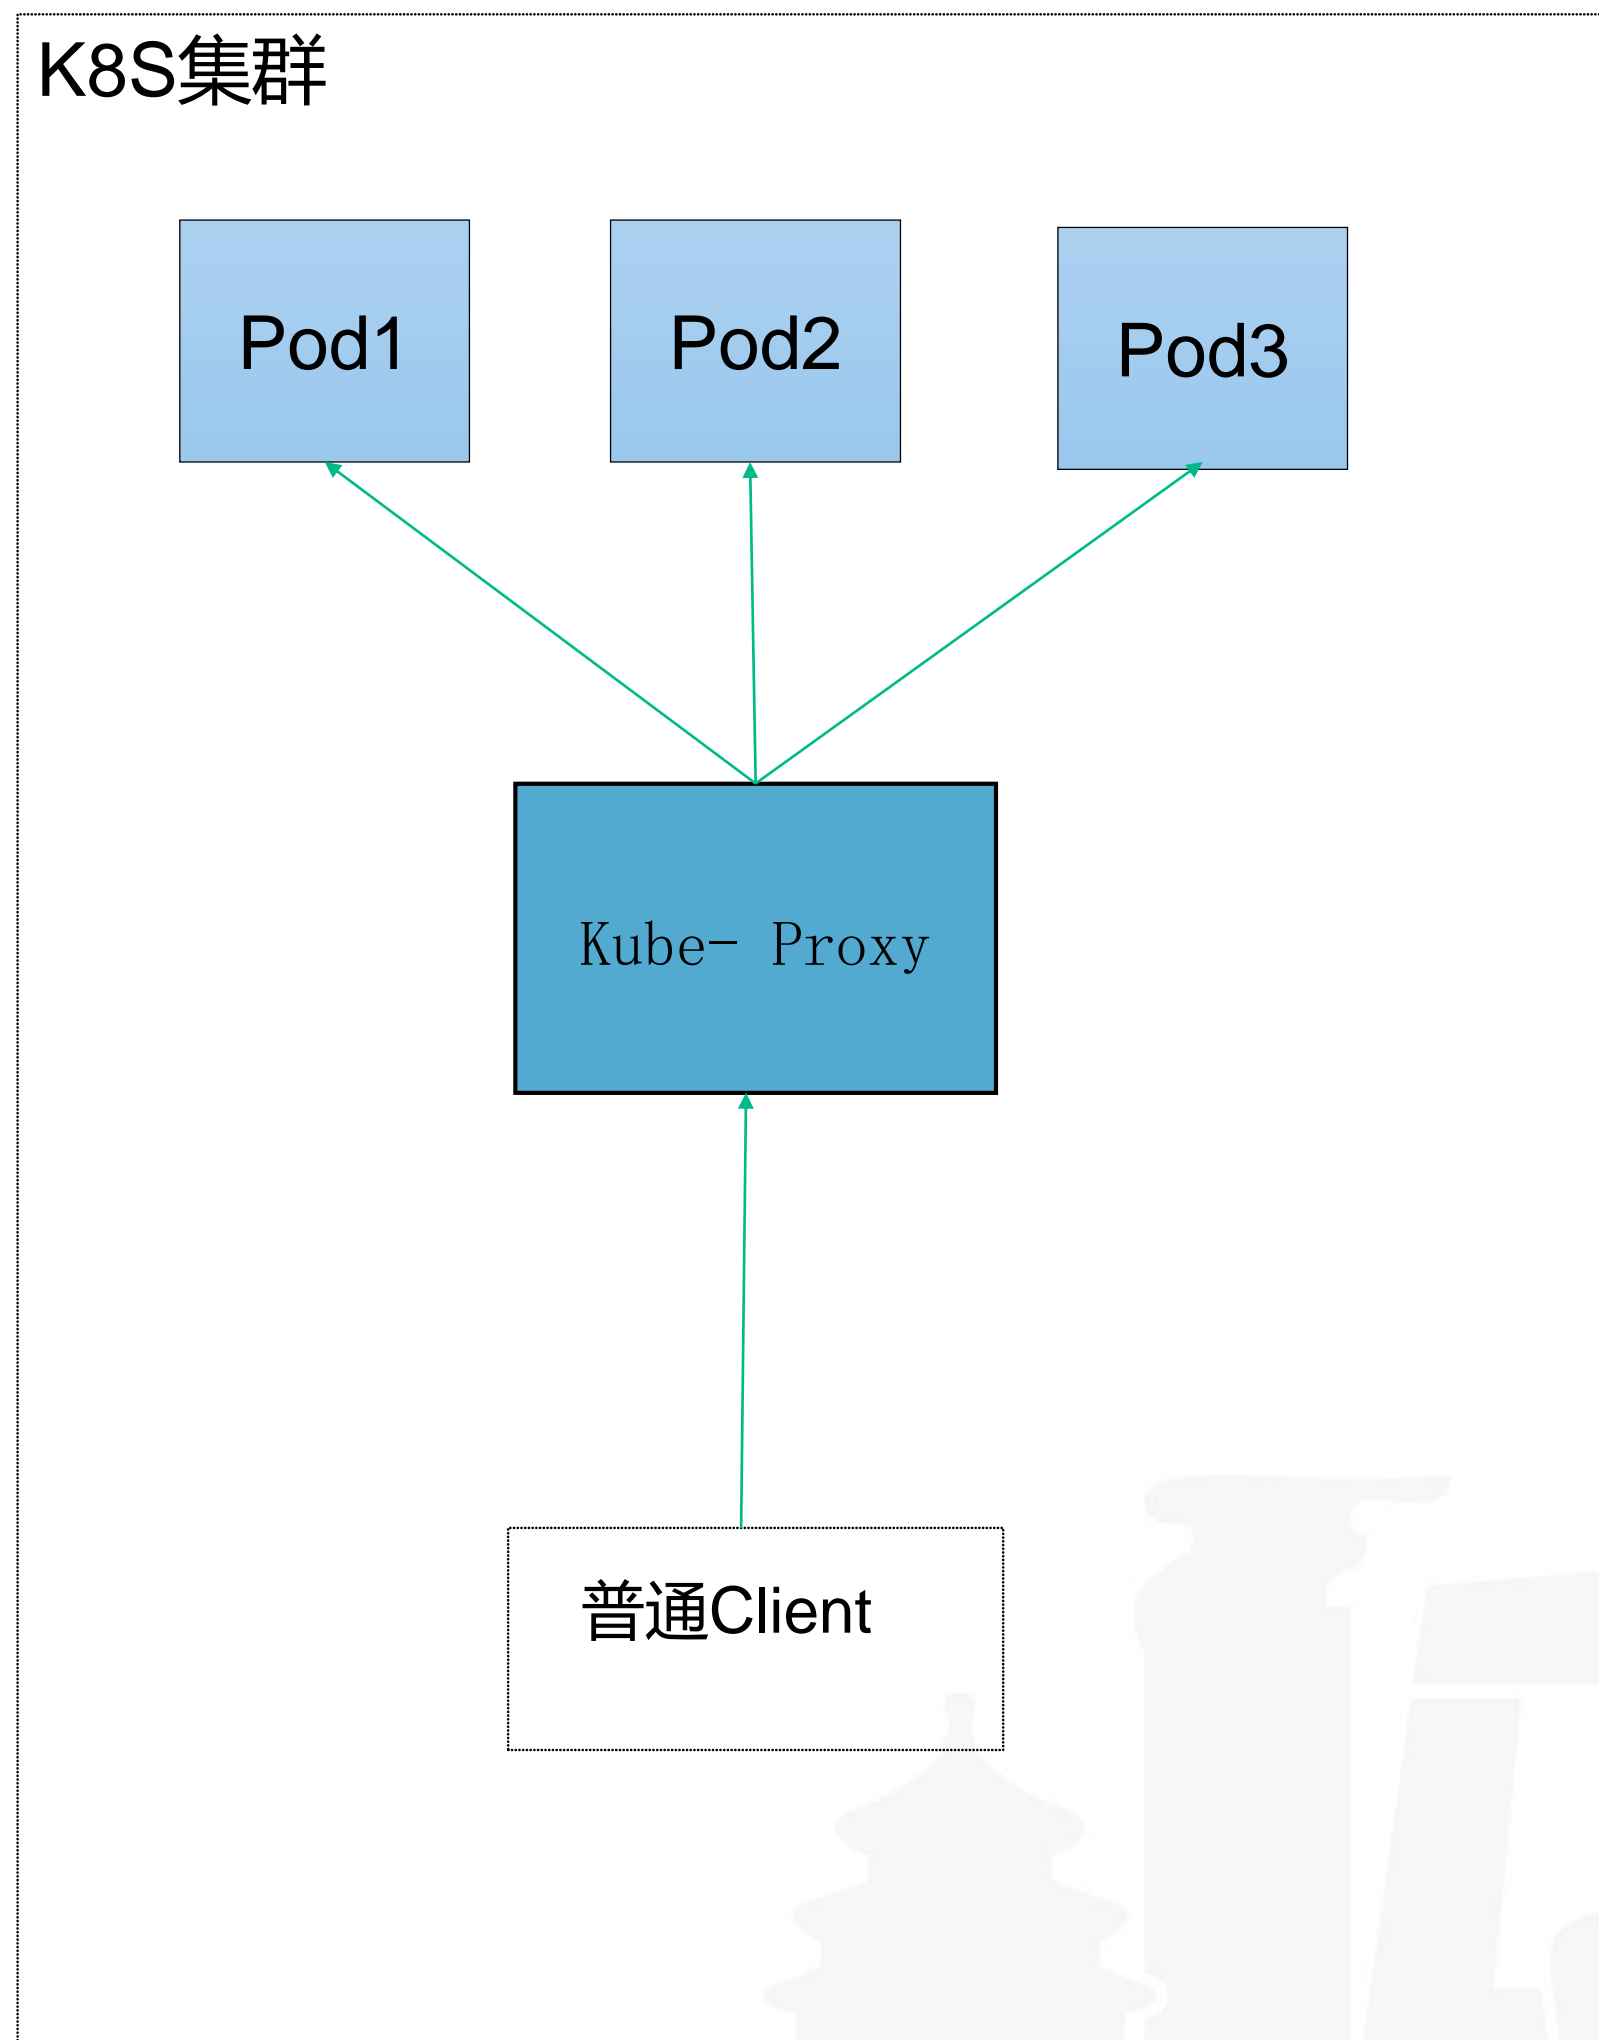 K8S集群
Pod1
Pod2
Pod3
Kube- Proxy
普通Client